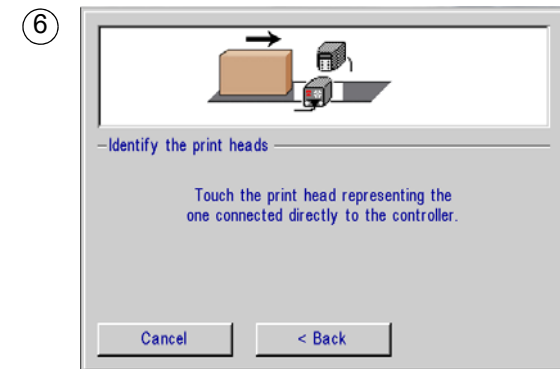 6
Identify the print heads
Touch the print head representing the
one connected directly to the controller.
Cancel
< Back